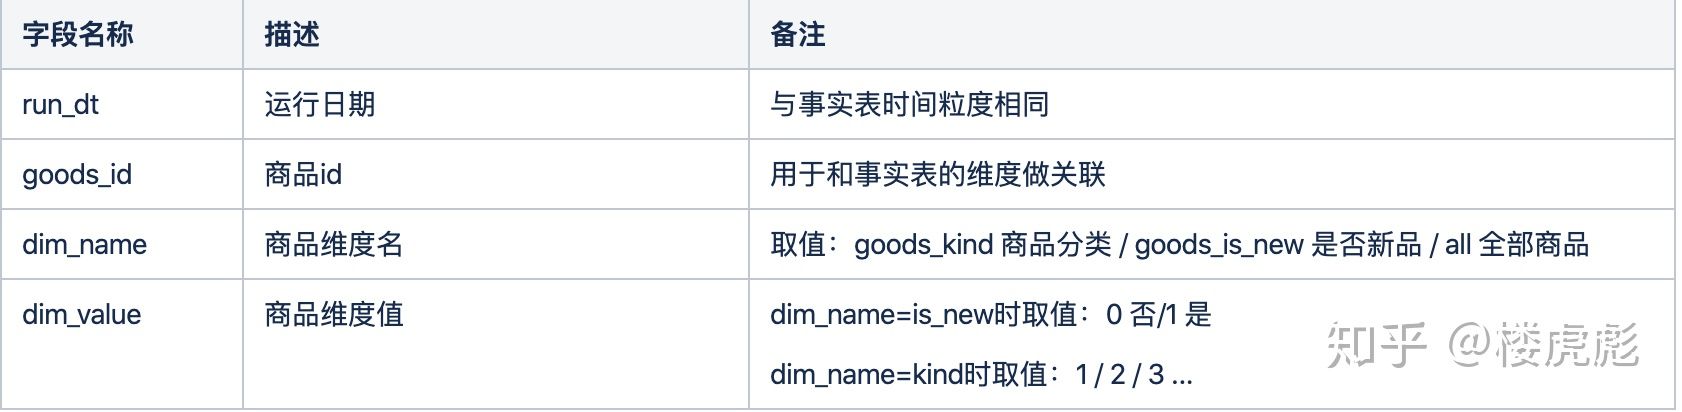 字段名称 描述 备注
run_dt 运行日期 与事实表时间粒度相同
goods_id 商品id 用于和事实表的维度做关联
dim_name 商品维度名 取值：goods_kind 商品分类 / goods_is_new 是否新品 / all 全部商品
dim_value 商品维度值 dim_name=is_new时取值：0 否/1 是
dim_name=kind时取值：1 / 2 / 3 ...
知乎 @楼虎彪